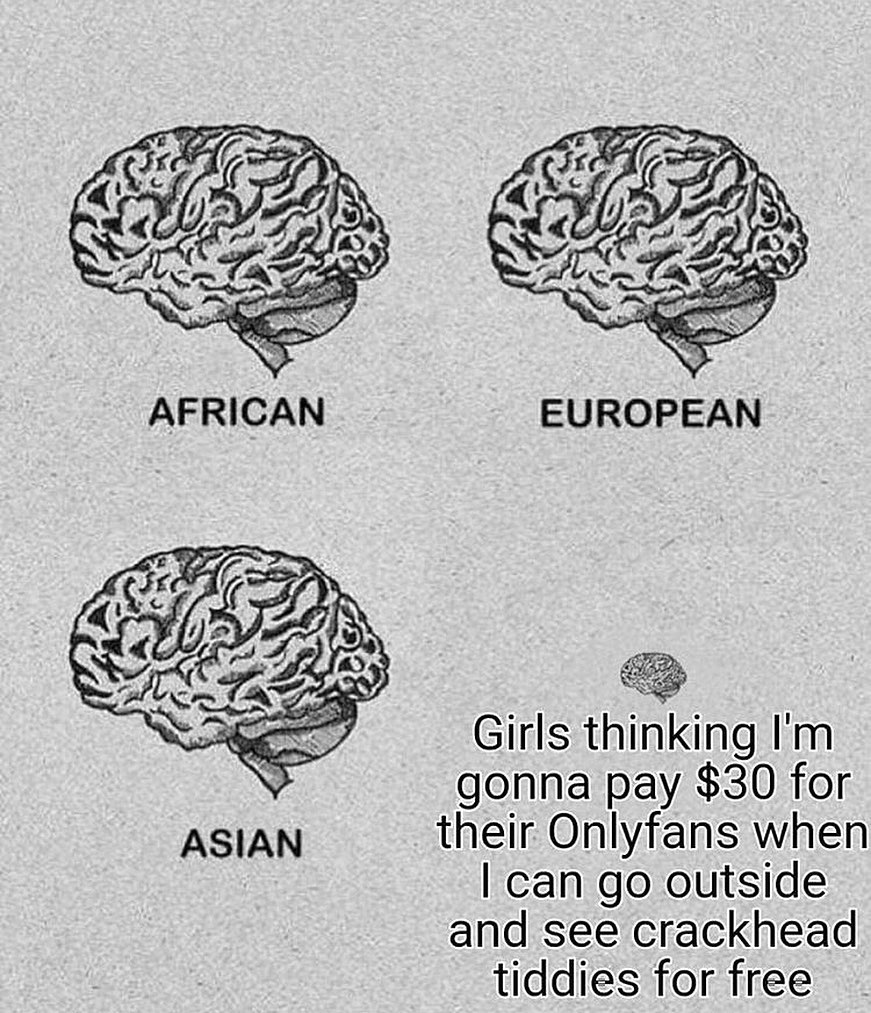 AFRICAN
EUROPEAN
ASIAN
Girls thinking I'm
gonna pay $30 for
their Onlyfans when
I can go outside
and see crackhead
tiddies for free